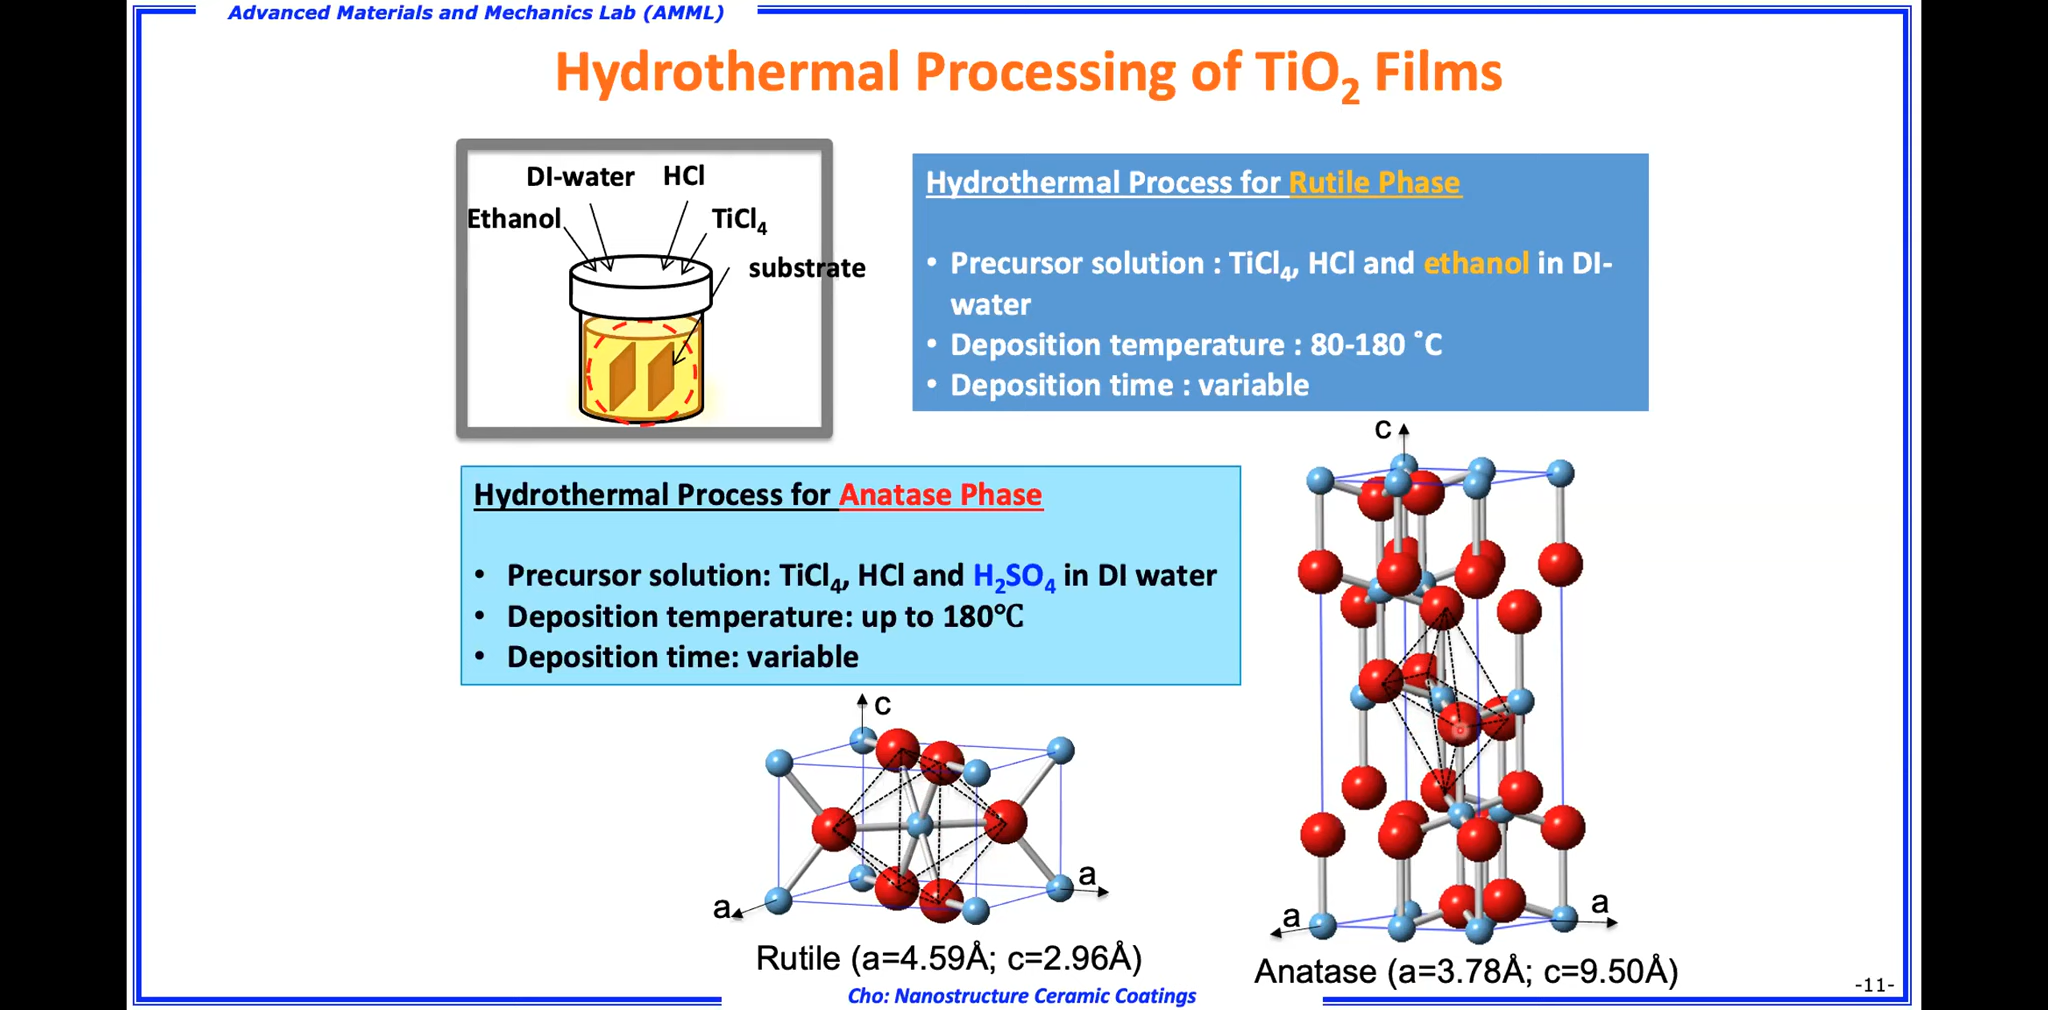 Advanced Materials and Mechanics Lab (AMML)
Hydrothermal Processing of TiO₂ Films
DI-water HCl
Ethanol TiCl₄
substrate
Hydrothermal Process for Rutile Phase
• Precursor solution : TiCl₄, HCl and ethanol in DI-
water
• Deposition temperature : 80-180 ˚C
• Deposition time : variable
Hydrothermal Process for Anatase Phase
• Precursor solution: TiCl₄, HCl and H₂SO₄ in DI water
• Deposition temperature: up to 180℃
• Deposition time: variable
c
a
a
Rutile (a=4.59Å; c=2.96Å)
c
a
a
Anatase (a=3.78Å; c=9.50Å)
Cho: Nanostructure Ceramic Coatings
-11-